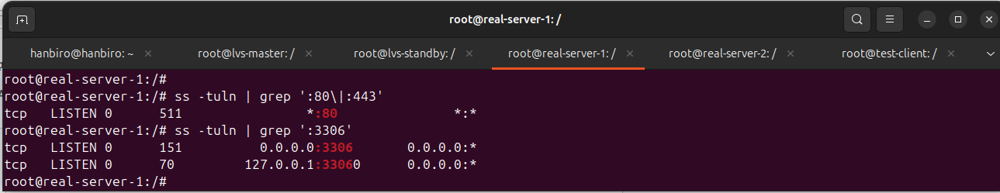 root@real-server-1: /
hanbiro@hanbiro: ~ × root@lvs-master: / × root@lvs-standby: / × root@real-server-1: / × root@real-server-2: / × root@test-client: / ×
root@real-server-1:/#
root@real-server-1:/# ss -tuln | grep ':80\|:443'
tcp   LISTEN 0      511                *:80               *:*
root@real-server-1:/# ss -tuln | grep ':3306'
tcp   LISTEN 0      151          0.0.0.0:3306       0.0.0.0:*
tcp   LISTEN 0      70         127.0.0.1:33060      0.0.0.0:*
root@real-server-1:/#